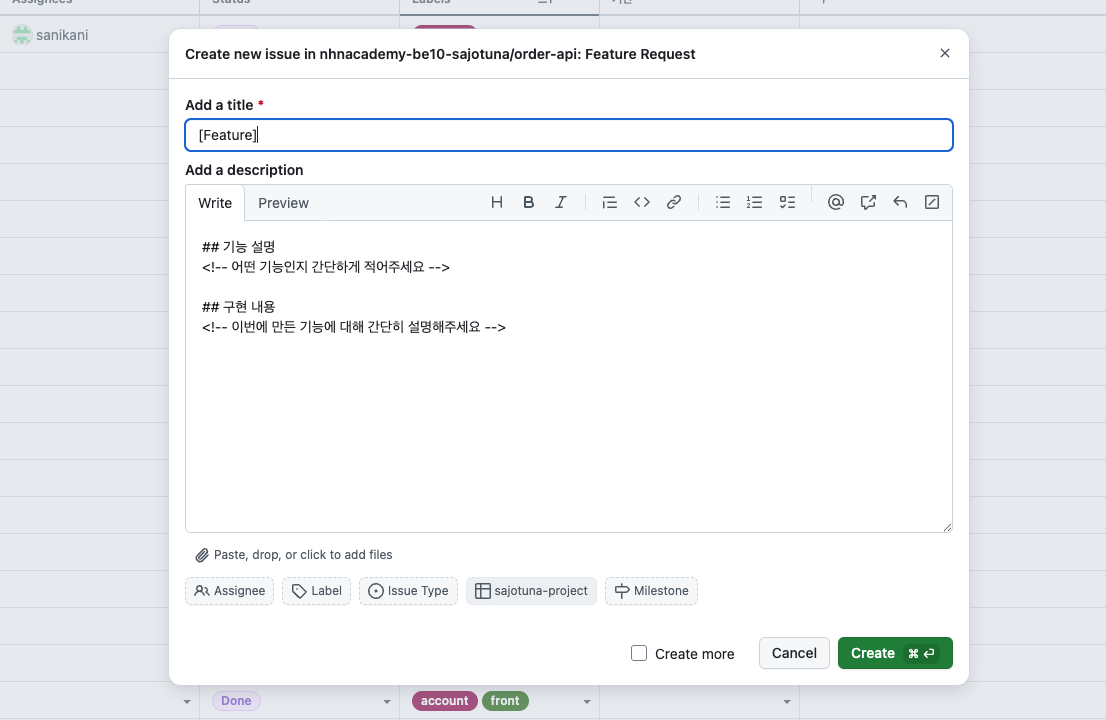 Assignees Status Labels
sanikani
Create new issue in nhnacademy-be10-sajotuna/order-api: Feature Request
Add a title *
[Feature]
Add a description
Write Preview
## 기능 설명
<!-- 어떤 기능인지 간단하게 적어주세요 -->
## 구현 내용
<!-- 이번에 만든 기능에 대해 간단히 설명해주세요 -->
Paste, drop, or click to add files
Assignee Label Issue Type sajotuna-project Milestone
Create more Cancel Create ⌘ ↵
Done account front